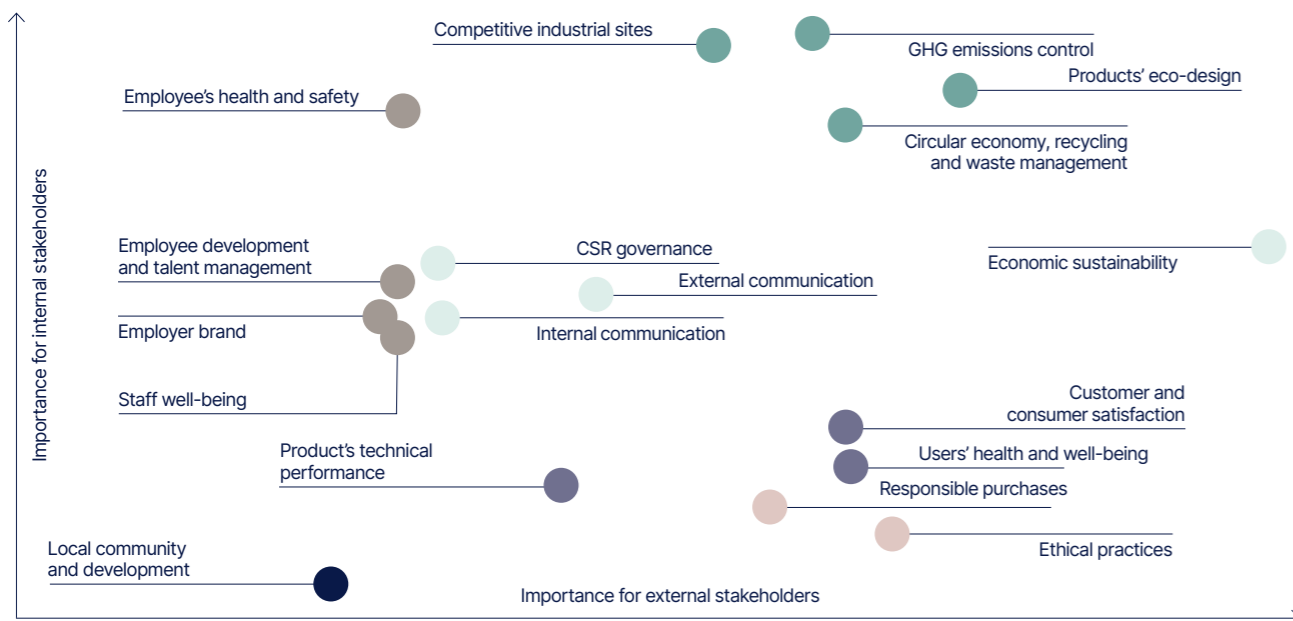 Competitive industrial sites
GHG emissions control
Products’ eco-design
Employee’s health and safety
Circular economy, recycling
and waste management
Importance for internal stakeholders
Employee development
and talent management
CSR governance
Economic sustainability
External communication
Employer brand
Internal communication
Staff well-being
Customer and
consumer satisfaction
Product’s technical
performance
Users’ health and well-being
Responsible purchases
Ethical practices
Local community
and development
Importance for external stakeholders